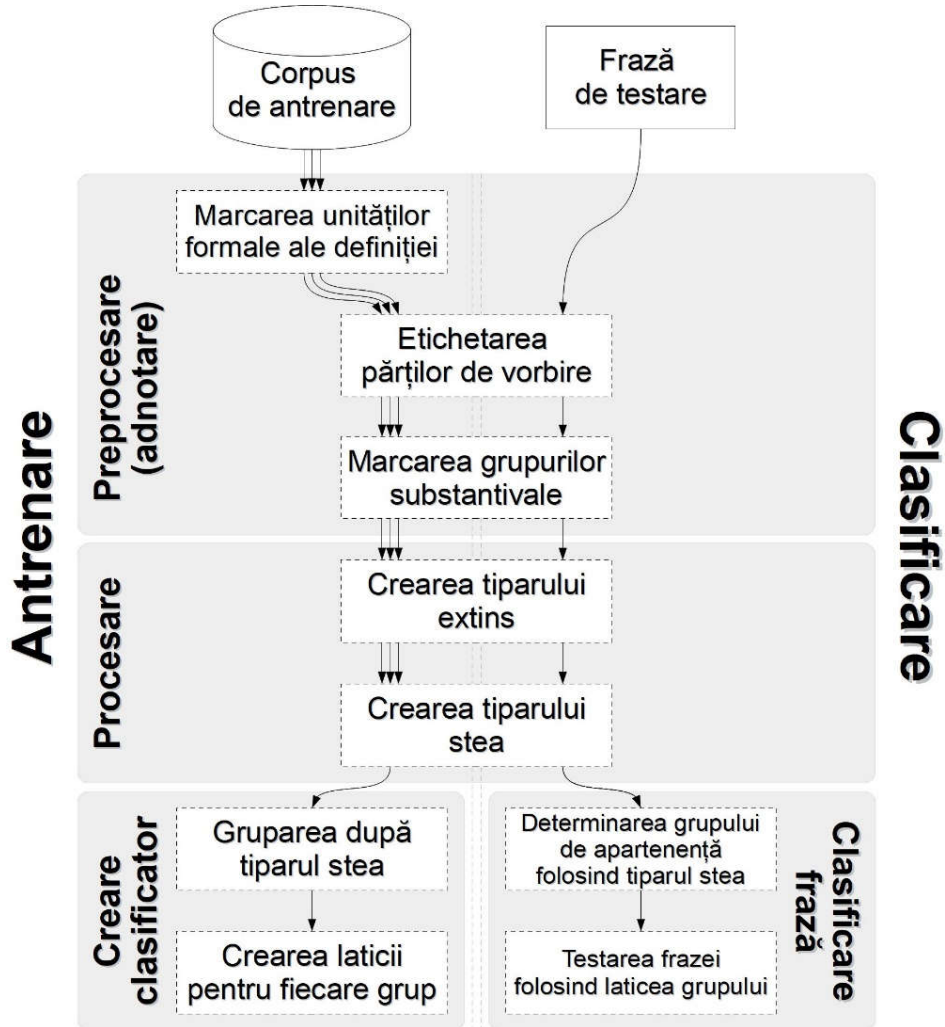 Corpus
de antrenare
Frază
de testare
Marcarea unităților
formale ale definiției
Etichetarea
părților de vorbire
Marcarea grupurilor
substantivale
Preprocesare
(adnotare)
Antrenare
Clasificare
Crearea tiparului
extins
Crearea tiparului
stea
Procesare
Gruparea după
tiparul stea
Crearea laticii
pentru fiecare grup
Creare
clasificator
Determinarea grupului
de apartenență
folosind tiparul stea
Testarea frazei
folosind laticea grupului
Clasificare
frază